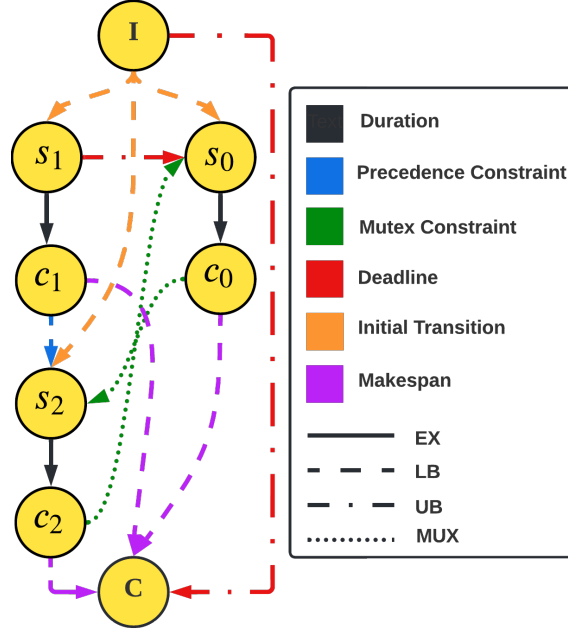 I
s₁
s₀
c₁
c₀
s₂
c₂
C
Duration
Precedence Constraint
Mutex Constraint
Deadline
Initial Transition
Makespan
EX
LB
UB
MUX